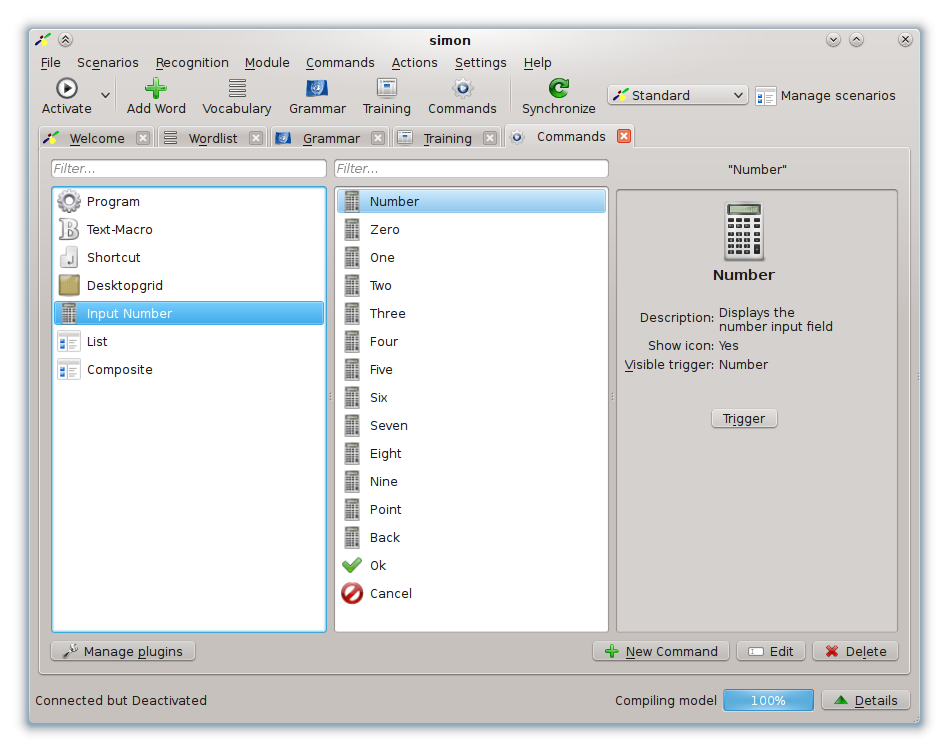 simon
File Scenarios Recognition Module Commands Actions Settings Help
Activate Add Word Vocabulary Grammar Training Commands Synchronize Standard Manage scenarios
Welcome Wordlist Grammar Training Commands
Filter... Filter... "Number"
Program
Text-Macro
Shortcut
Desktopgrid
Input Number
List
Composite
Number
Zero
One
Two
Three
Four
Five
Six
Seven
Eight
Nine
Point
Back
Ok
Cancel
Number
Description: Displays the
number input field
Show icon: Yes
Visible trigger: Number
Trigger
Manage plugins New Command Edit Delete
Connected but Deactivated Compiling model 100% Details